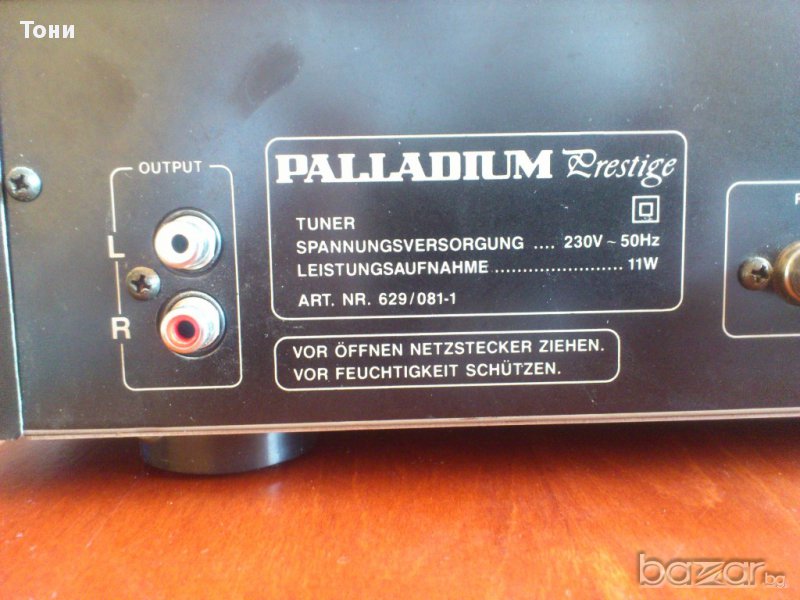 Тони
OUTPUT
L
R
PALLADIUM Prestige
TUNER
SPANNUNGSVERSORGUNG .... 230V ~ 50Hz
LEISTUNGSAUFNAHME ........................ 11W
ART. NR. 629/081-1
VOR ÖFFNEN NETZSTECKER ZIEHEN.
VOR FEUCHTIGKEIT SCHÜTZEN.
bazar.bg